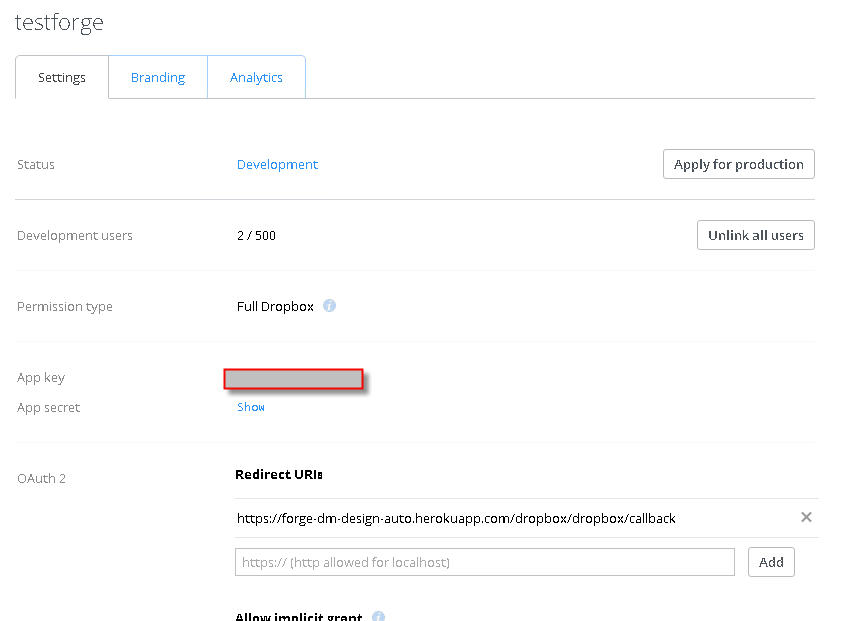 testforge
Settings Branding Analytics
Status Development Apply for production
Development users 2 / 500 Unlink all users
Permission type Full Dropbox i
App key
App secret Show
OAuth 2 Redirect URIs
https://forge-dm-design-auto.herokuapp.com/dropbox/dropbox/callback ×
https:// (http allowed for localhost) Add
Allow implicit grant i